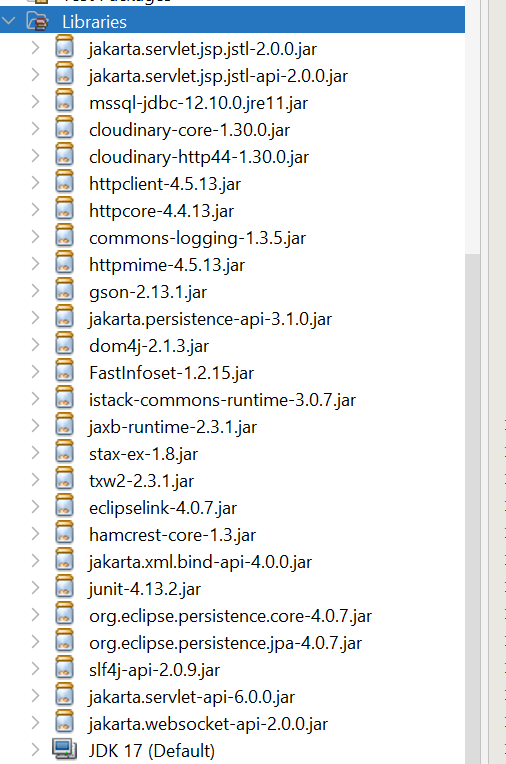 Libraries
jakarta.servlet.jsp.jstl-2.0.0.jar
jakarta.servlet.jsp.jstl-api-2.0.0.jar
mssql-jdbc-12.10.0.jre11.jar
cloudinary-core-1.30.0.jar
cloudinary-http44-1.30.0.jar
httpclient-4.5.13.jar
httpcore-4.4.13.jar
commons-logging-1.3.5.jar
httpmime-4.5.13.jar
gson-2.13.1.jar
jakarta.persistence-api-3.1.0.jar
dom4j-2.1.3.jar
FastInfoset-1.2.15.jar
istack-commons-runtime-3.0.7.jar
jaxb-runtime-2.3.1.jar
stax-ex-1.8.jar
txw2-2.3.1.jar
eclipselink-4.0.7.jar
hamcrest-core-1.3.jar
jakarta.xml.bind-api-4.0.0.jar
junit-4.13.2.jar
org.eclipse.persistence.core-4.0.7.jar
org.eclipse.persistence.jpa-4.0.7.jar
slf4j-api-2.0.9.jar
jakarta.servlet-api-6.0.0.jar
jakarta.websocket-api-2.0.0.jar
JDK 17 (Default)